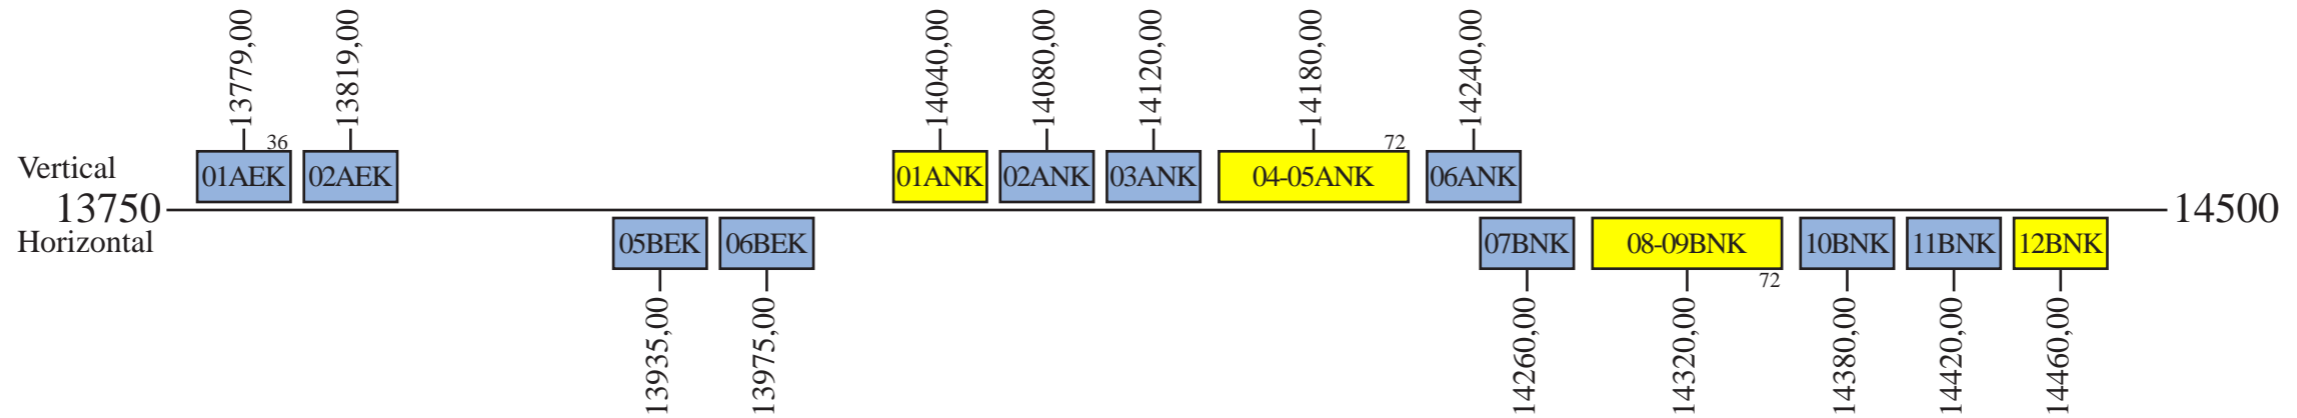 13779,00 13819,00 14040,00 14080,00 14120,00 14180,00 14240,00
36 72
Vertical 01AEK 02AEK 01ANK 02ANK 03ANK 04-05ANK 06ANK
13750 14500
Horizontal 05BEK 06BEK 07BNK 08-09BNK 10BNK 11BNK 12BNK
72
13935,00 13975,00 14260,00 14320,00 14380,00 14420,00 14460,00